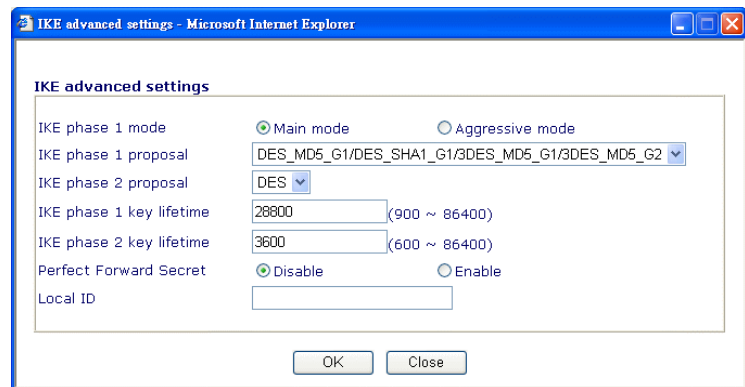 IKE advanced settings - Microsoft Internet Explorer
IKE advanced settings
IKE phase 1 mode Main mode Aggressive mode
IKE phase 1 proposal DES_MD5_G1/DES_SHA1_G1/3DES_MD5_G1/3DES_MD5_G2
IKE phase 2 proposal DES
IKE phase 1 key lifetime 28800 (900 ~ 86400)
IKE phase 2 key lifetime 3600 (600 ~ 86400)
Perfect Forward Secret Disable Enable
Local ID
OK Close